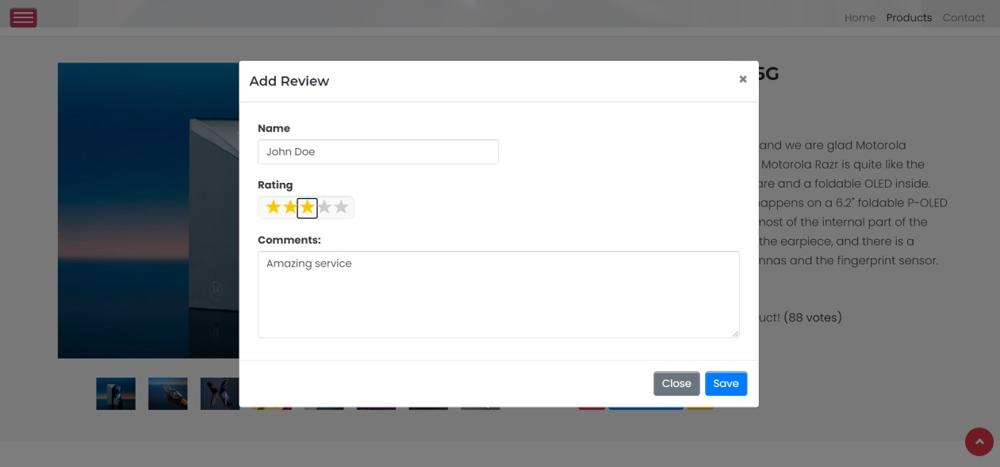 Home Products Contact
Add Review
×
5G
Name
John Doe
and we are glad Motorola
Motorola Razr is quite like the
Rating
are and a foldable OLED inside.
appens on a 6.2" foldable P-OLED
most of the internal part of the
Comments:
the earpiece, and there is a
Amazing service
nnas and the fingerprint sensor.
uct! (88 votes)
Close Save